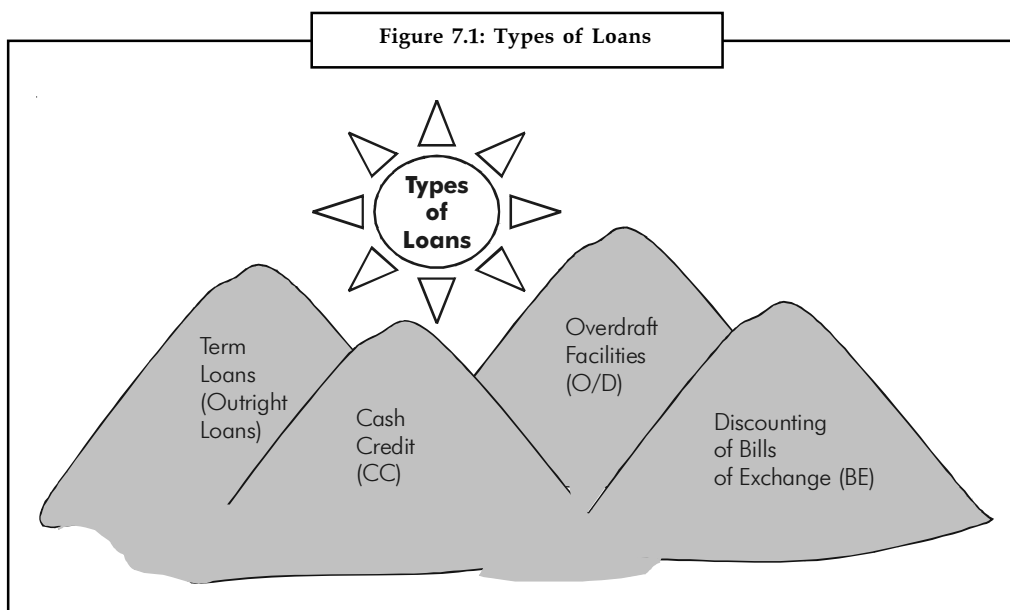 Figure 7.1: Types of Loans
Types
of
Loans
Term
Loans
(Outright
Loans)
Cash
Credit
(CC)
Overdraft
Facilities
(O/D)
Discounting
of Bills
of Exchange (BE)